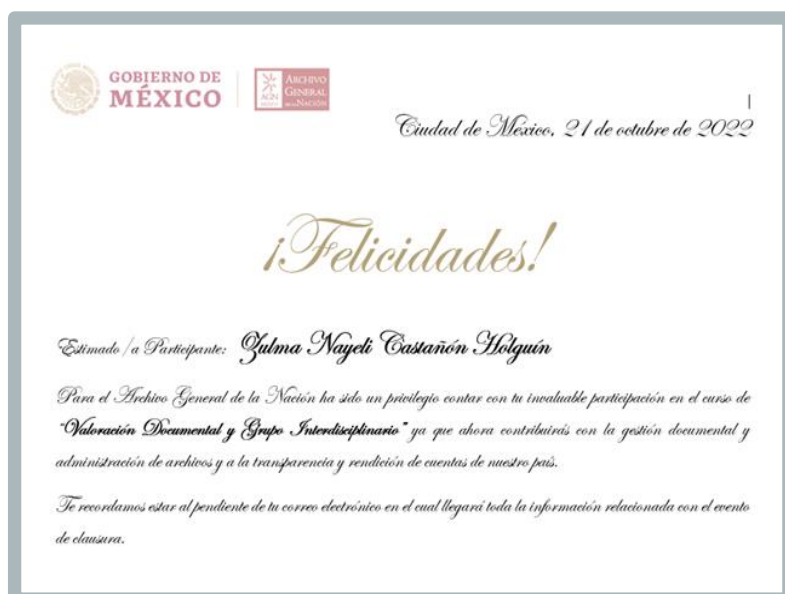 GOBIERNO DE
MÉXICO
AGN
MÉXICO
ARCHIVO
GENERAL
DE LA NACIÓN
Ciudad de México, 21 de octubre de 2022
¡Felicidades!
Estimado/a Participante: Zulma Nayeli Castañón Holguín
Para el Archivo General de la Nación ha sido un privilegio contar con tu invaluable participación en el curso de
"Valoración Documental y Grupo Interdisciplinario" ya que ahora contribuirás con la gestión documental y
administración de archivos y a la transparencia y rendición de cuentas de nuestro país.
Te recordamos estar al pendiente de tu correo electrónico en el cual llegará toda la información relacionada con el evento
de clausura.